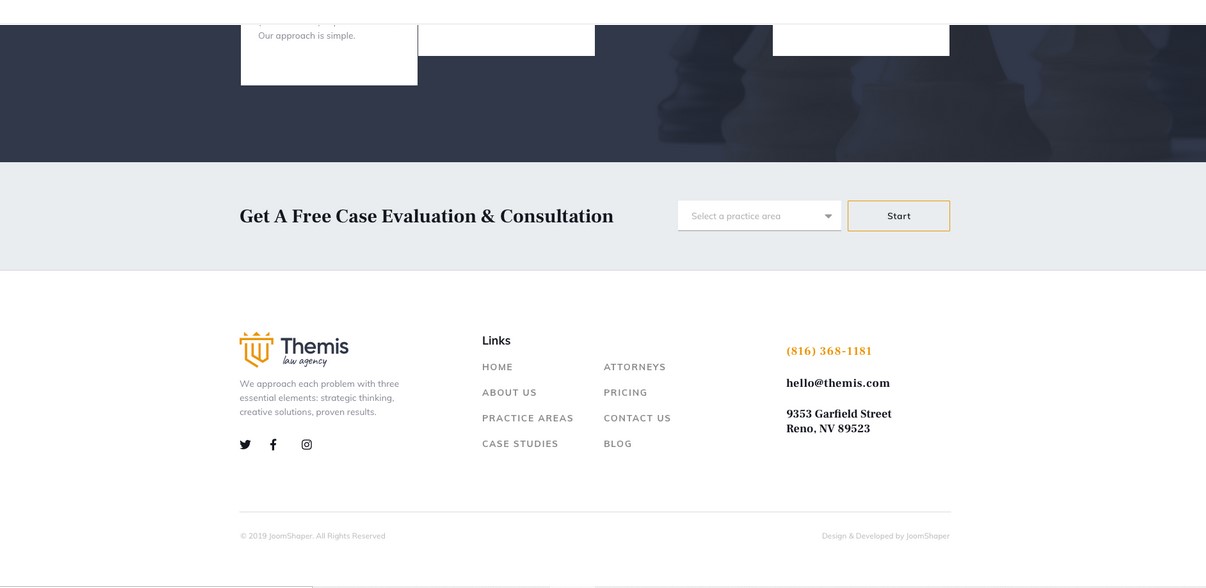 Our approach is simple.
Get A Free Case Evaluation & Consultation
Select a practice area
Start
Themis
law agency
We approach each problem with three
essential elements: strategic thinking,
creative solutions, proven results.
Links
HOME
ABOUT US
PRACTICE AREAS
CASE STUDIES
ATTORNEYS
PRICING
CONTACT US
BLOG
(816) 368-1181
hello@themis.com
9353 Garfield Street
Reno, NV 89523
© 2019 JoomShaper. All Rights Reserved
Design & Developed by JoomShaper